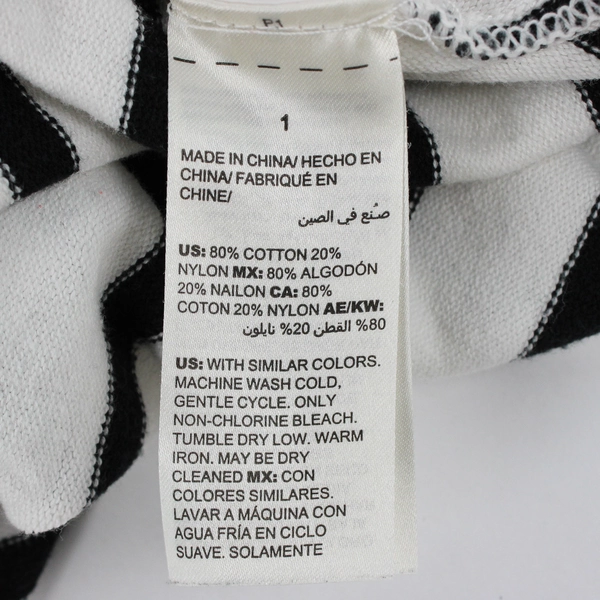 P1
1
MADE IN CHINA/ HECHO EN
CHINA/ FABRIQUÉ EN
CHINE/
صُنع في الصين
US: 80% COTTON 20%
NYLON MX: 80% ALGODÓN
20% NAILON CA: 80%
COTON 20% NYLON AE/KW:
80% القطن 20% نايلون
US: WITH SIMILAR COLORS.
MACHINE WASH COLD,
GENTLE CYCLE. ONLY
NON-CHLORINE BLEACH.
TUMBLE DRY LOW. WARM
IRON. MAY BE DRY
CLEANED MX: CON
COLORES SIMILARES.
LAVAR A MÁQUINA CON
AGUA FRÍA EN CICLO
SUAVE. SOLAMENTE